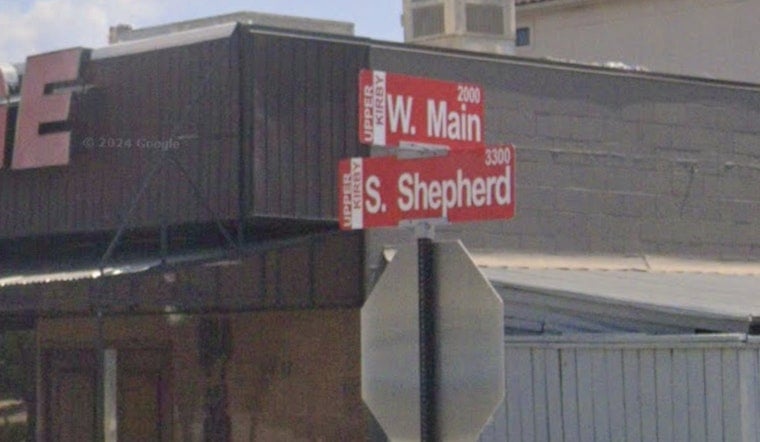 E
UPPER
KIRBY
2000
W. Main
UPPER
KIRBY
3300
S. Shepherd
© 2024 Google